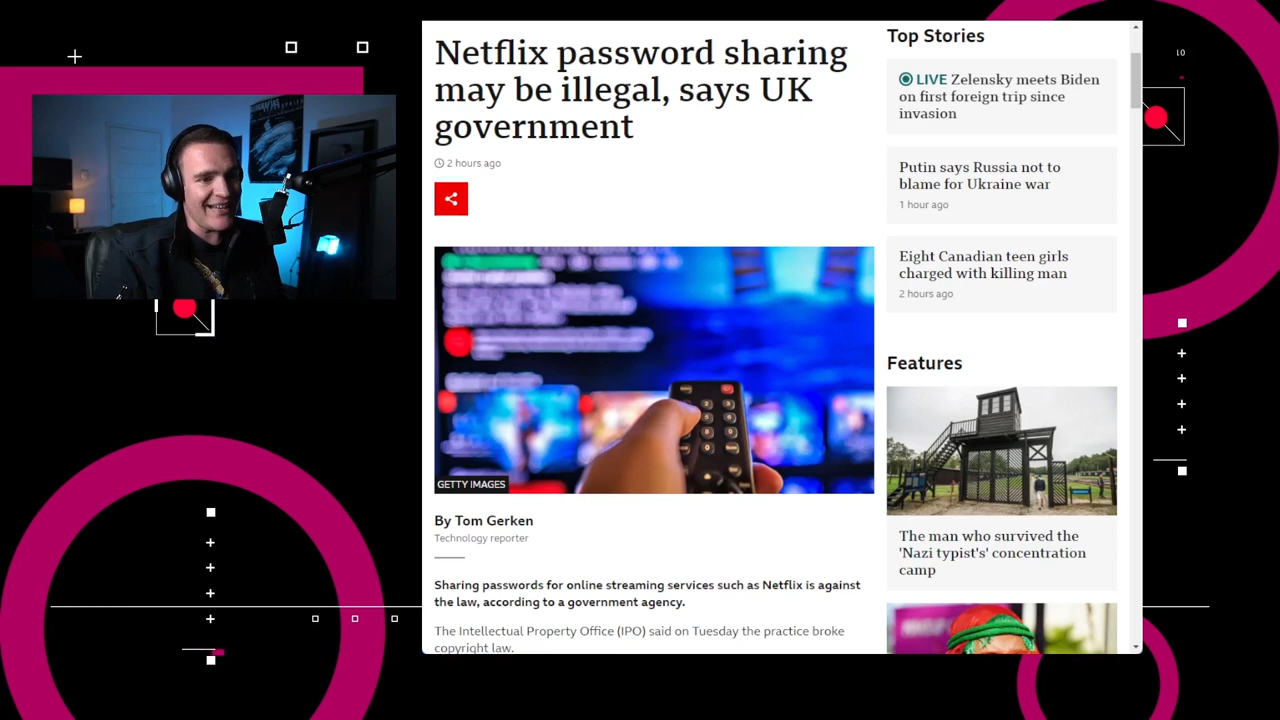 Netflix password sharing
may be illegal, says UK
government
2 hours ago
GETTY IMAGES
By Tom Gerken
Technology reporter
Sharing passwords for online streaming services such as Netflix is against
the law, according to a government agency.
The Intellectual Property Office (IPO) said on Tuesday the practice broke
copyright law.
Top Stories
LIVE Zelensky meets Biden
on first foreign trip since
invasion
Putin says Russia not to
blame for Ukraine war
1 hour ago
Eight Canadian teen girls
charged with killing man
2 hours ago
Features
The man who survived the
'Nazi typist's' concentration
camp